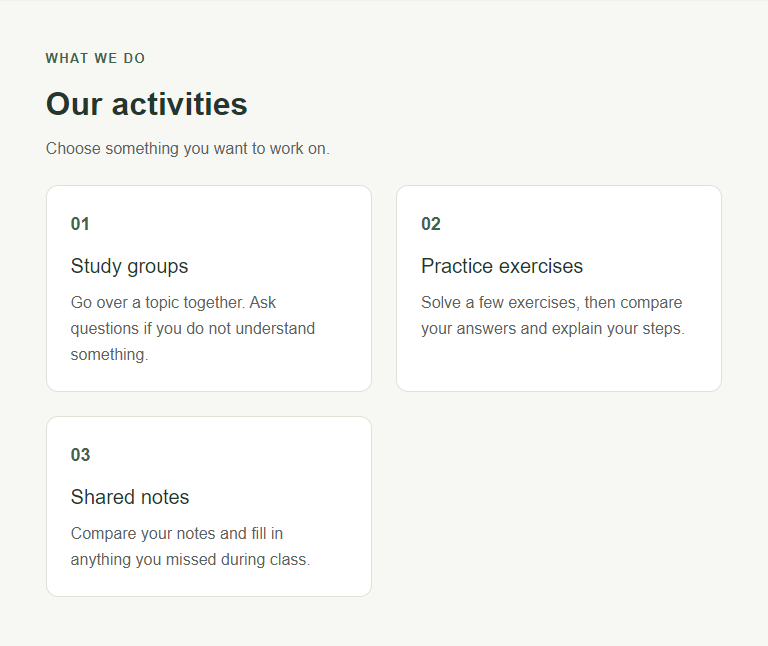 WHAT WE DO
Our activities
Choose something you want to work on.
01
Study groups
Go over a topic together. Ask
questions if you do not understand
something.
02
Practice exercises
Solve a few exercises, then compare
your answers and explain your steps.
03
Shared notes
Compare your notes and fill in
anything you missed during class.